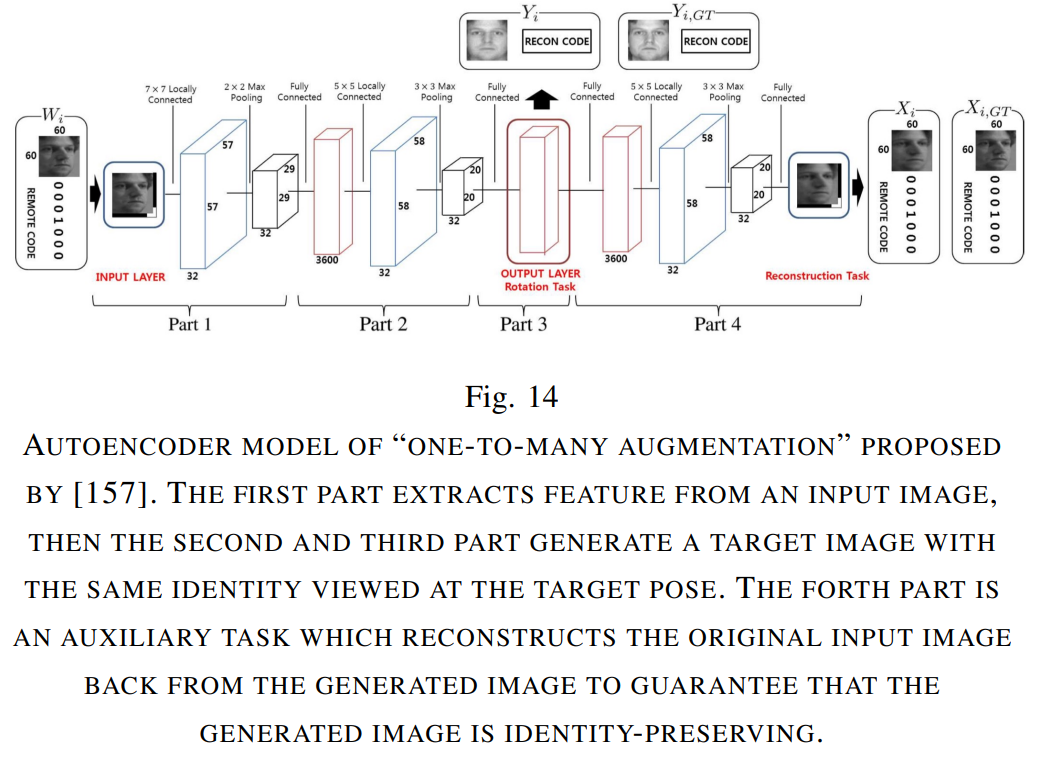 Y_i
Y_{i,GT}
RECON CODE
RECON CODE
7 × 7 Locally Connected
2 × 2 Max Pooling
Fully Connected
5 × 5 Locally Connected
3 × 3 Max Pooling
Fully Connected
Fully Connected
5 × 5 Locally Connected
3 × 3 Max Pooling
Fully Connected
W_i
60
60
REMOTE CODE
0 0 0 1 0 0 0
INPUT LAYER
57
57
32
29
29
32
3600
58
58
32
20
20
32
OUTPUT LAYER
Rotation Task
3600
58
58
32
20
20
32
Reconstruction Task
X_i
60
60
REMOTE CODE
0 0 0 1 0 0 0
X_{i,GT}
60
60
REMOTE CODE
0 0 0 1 0 0 0
Part 1
Part 2
Part 3
Part 4
Fig. 14
AUTOENCODER MODEL OF “ONE-TO-MANY AUGMENTATION” PROPOSED
BY [157]. THE FIRST PART EXTRACTS FEATURE FROM AN INPUT IMAGE,
THEN THE SECOND AND THIRD PART GENERATE A TARGET IMAGE WITH
THE SAME IDENTITY VIEWED AT THE TARGET POSE. THE FORTH PART IS
AN AUXILIARY TASK WHICH RECONSTRUCTS THE ORIGINAL INPUT IMAGE
BACK FROM THE GENERATED IMAGE TO GUARANTEE THAT THE
GENERATED IMAGE IS IDENTITY-PRESERVING.